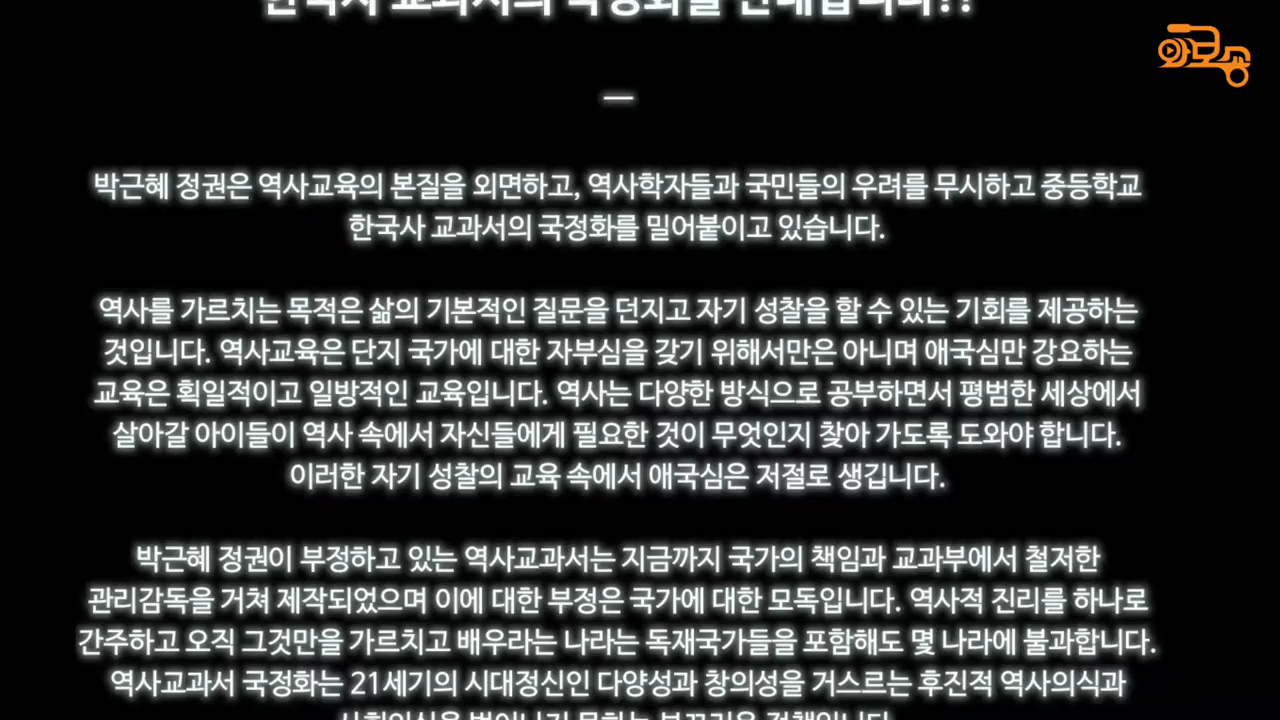 한국사 교과서의 국정화를 반대합니다!!
—
박근혜 정권은 역사교육의 본질을 외면하고, 역사학자들과 국민들의 우려를 무시하고 중등학교
한국사 교과서의 국정화를 밀어붙이고 있습니다.
역사를 가르치는 목적은 삶의 기본적인 질문을 던지고 자기 성찰을 할 수 있는 기회를 제공하는
것입니다. 역사교육은 단지 국가에 대한 자부심을 갖기 위해서만은 아니며 애국심만 강요하는
교육은 획일적이고 일방적인 교육입니다. 역사는 다양한 방식으로 공부하면서 평범한 세상에서
살아갈 아이들이 역사 속에서 자신들에게 필요한 것이 무엇인지 찾아 가도록 도와야 합니다.
이러한 자기 성찰의 교육 속에서 애국심은 저절로 생깁니다.
박근혜 정권이 부정하고 있는 역사교과서는 지금까지 국가의 책임과 교과부에서 철저한
관리감독을 거쳐 제작되었으며 이에 대한 부정은 국가에 대한 모독입니다. 역사적 진리를 하나로
간주하고 오직 그것만을 가르치고 배우라는 나라는 독재국가들을 포함해도 몇 나라에 불과합니다.
역사교과서 국정화는 21세기의 시대정신인 다양성과 창의성을 거스르는 후진적 역사의식과